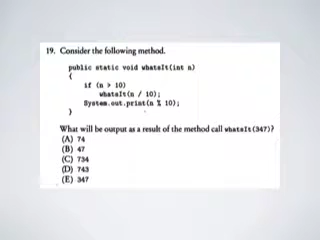 19. Consider the following method.
public static void whatsIt(int n)
{
if (n > 10)
whatsIt(n / 10);
System.out.print(n % 10);
}
What will be output as a result of the method call whatsIt(347)?
(A) 74
(B) 47
(C) 734
(D) 743
(E) 347